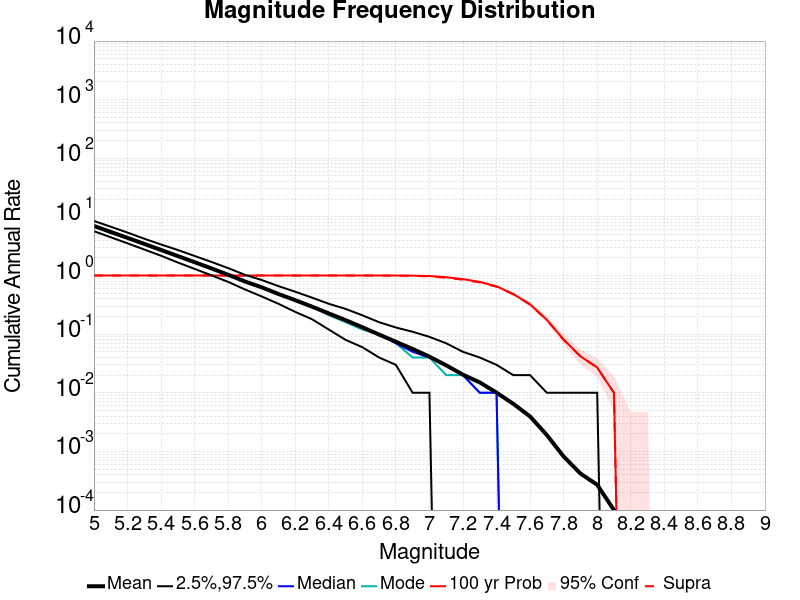 Magnitude Frequency Distribution
10 4
10 3
10 2
10 1
10 0
10 -1
10 -2
10 -3
10 -4
Cumulative Annual Rate
5 5.2 5.4 5.6 5.8 6 6.2 6.4 6.6 6.8 7 7.2 7.4 7.6 7.8 8 8.2 8.4 8.6 8.8 9
Magnitude
Mean 2.5%,97.5% Median Mode 100 yr Prob 95% Conf Supra